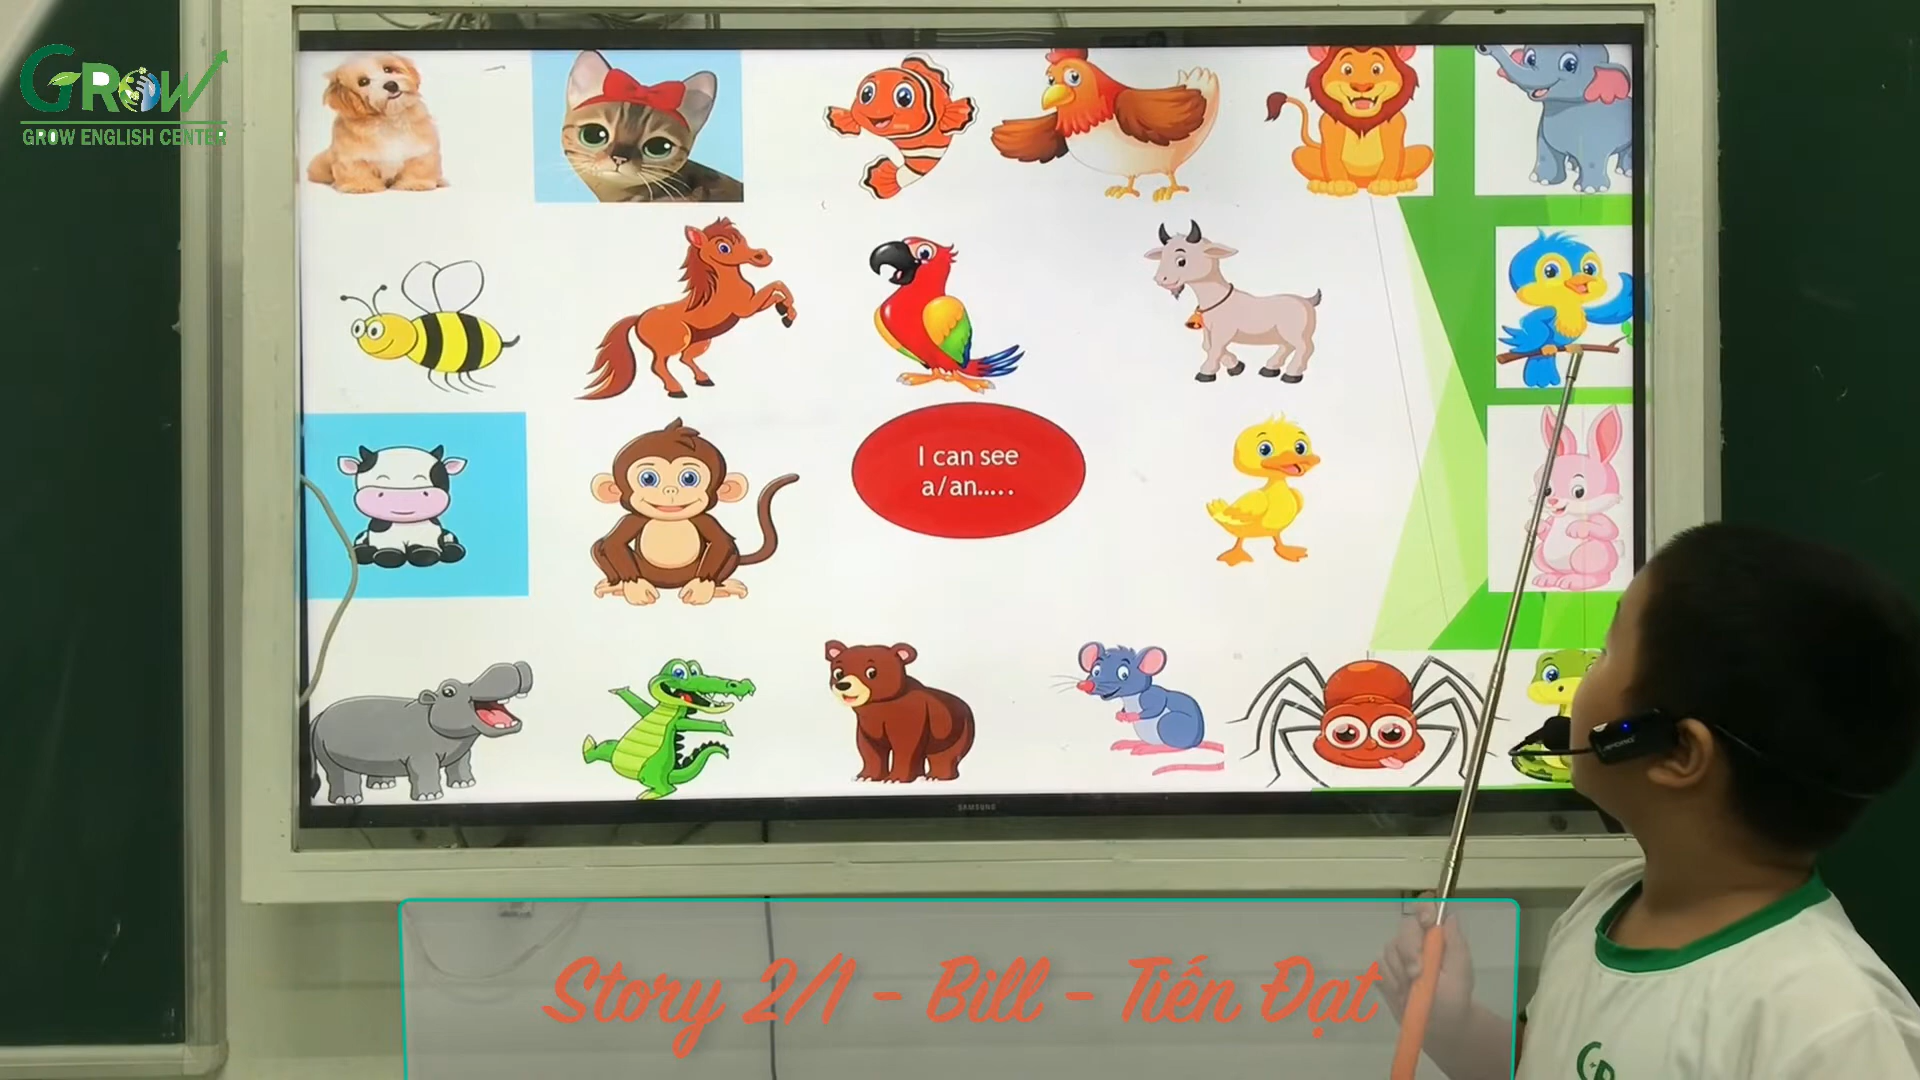 GROW
GROW ENGLISH CENTER
I can see
a/an.....
SAMSUNG
Story 2/1 - Bill - Tiến Đạt